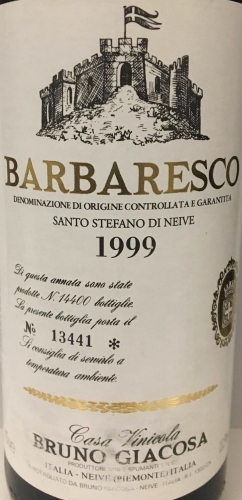 BARBARESCO
DENOMINAZIONE DI ORIGINE CONTROLLATA E GARANTITA
SANTO STEFANO DI NEIVE
1999
Di questa annata sono state
prodotte N. 14400 bottiglie.
La presente bottiglia porta il
No 13441 *
Si consiglia di servirlo a
temperatura ambiente.
Casa Vinicola
BRUNO GIACOSA
ITALIA - NEIVE (PIEMONTE) ITALIA